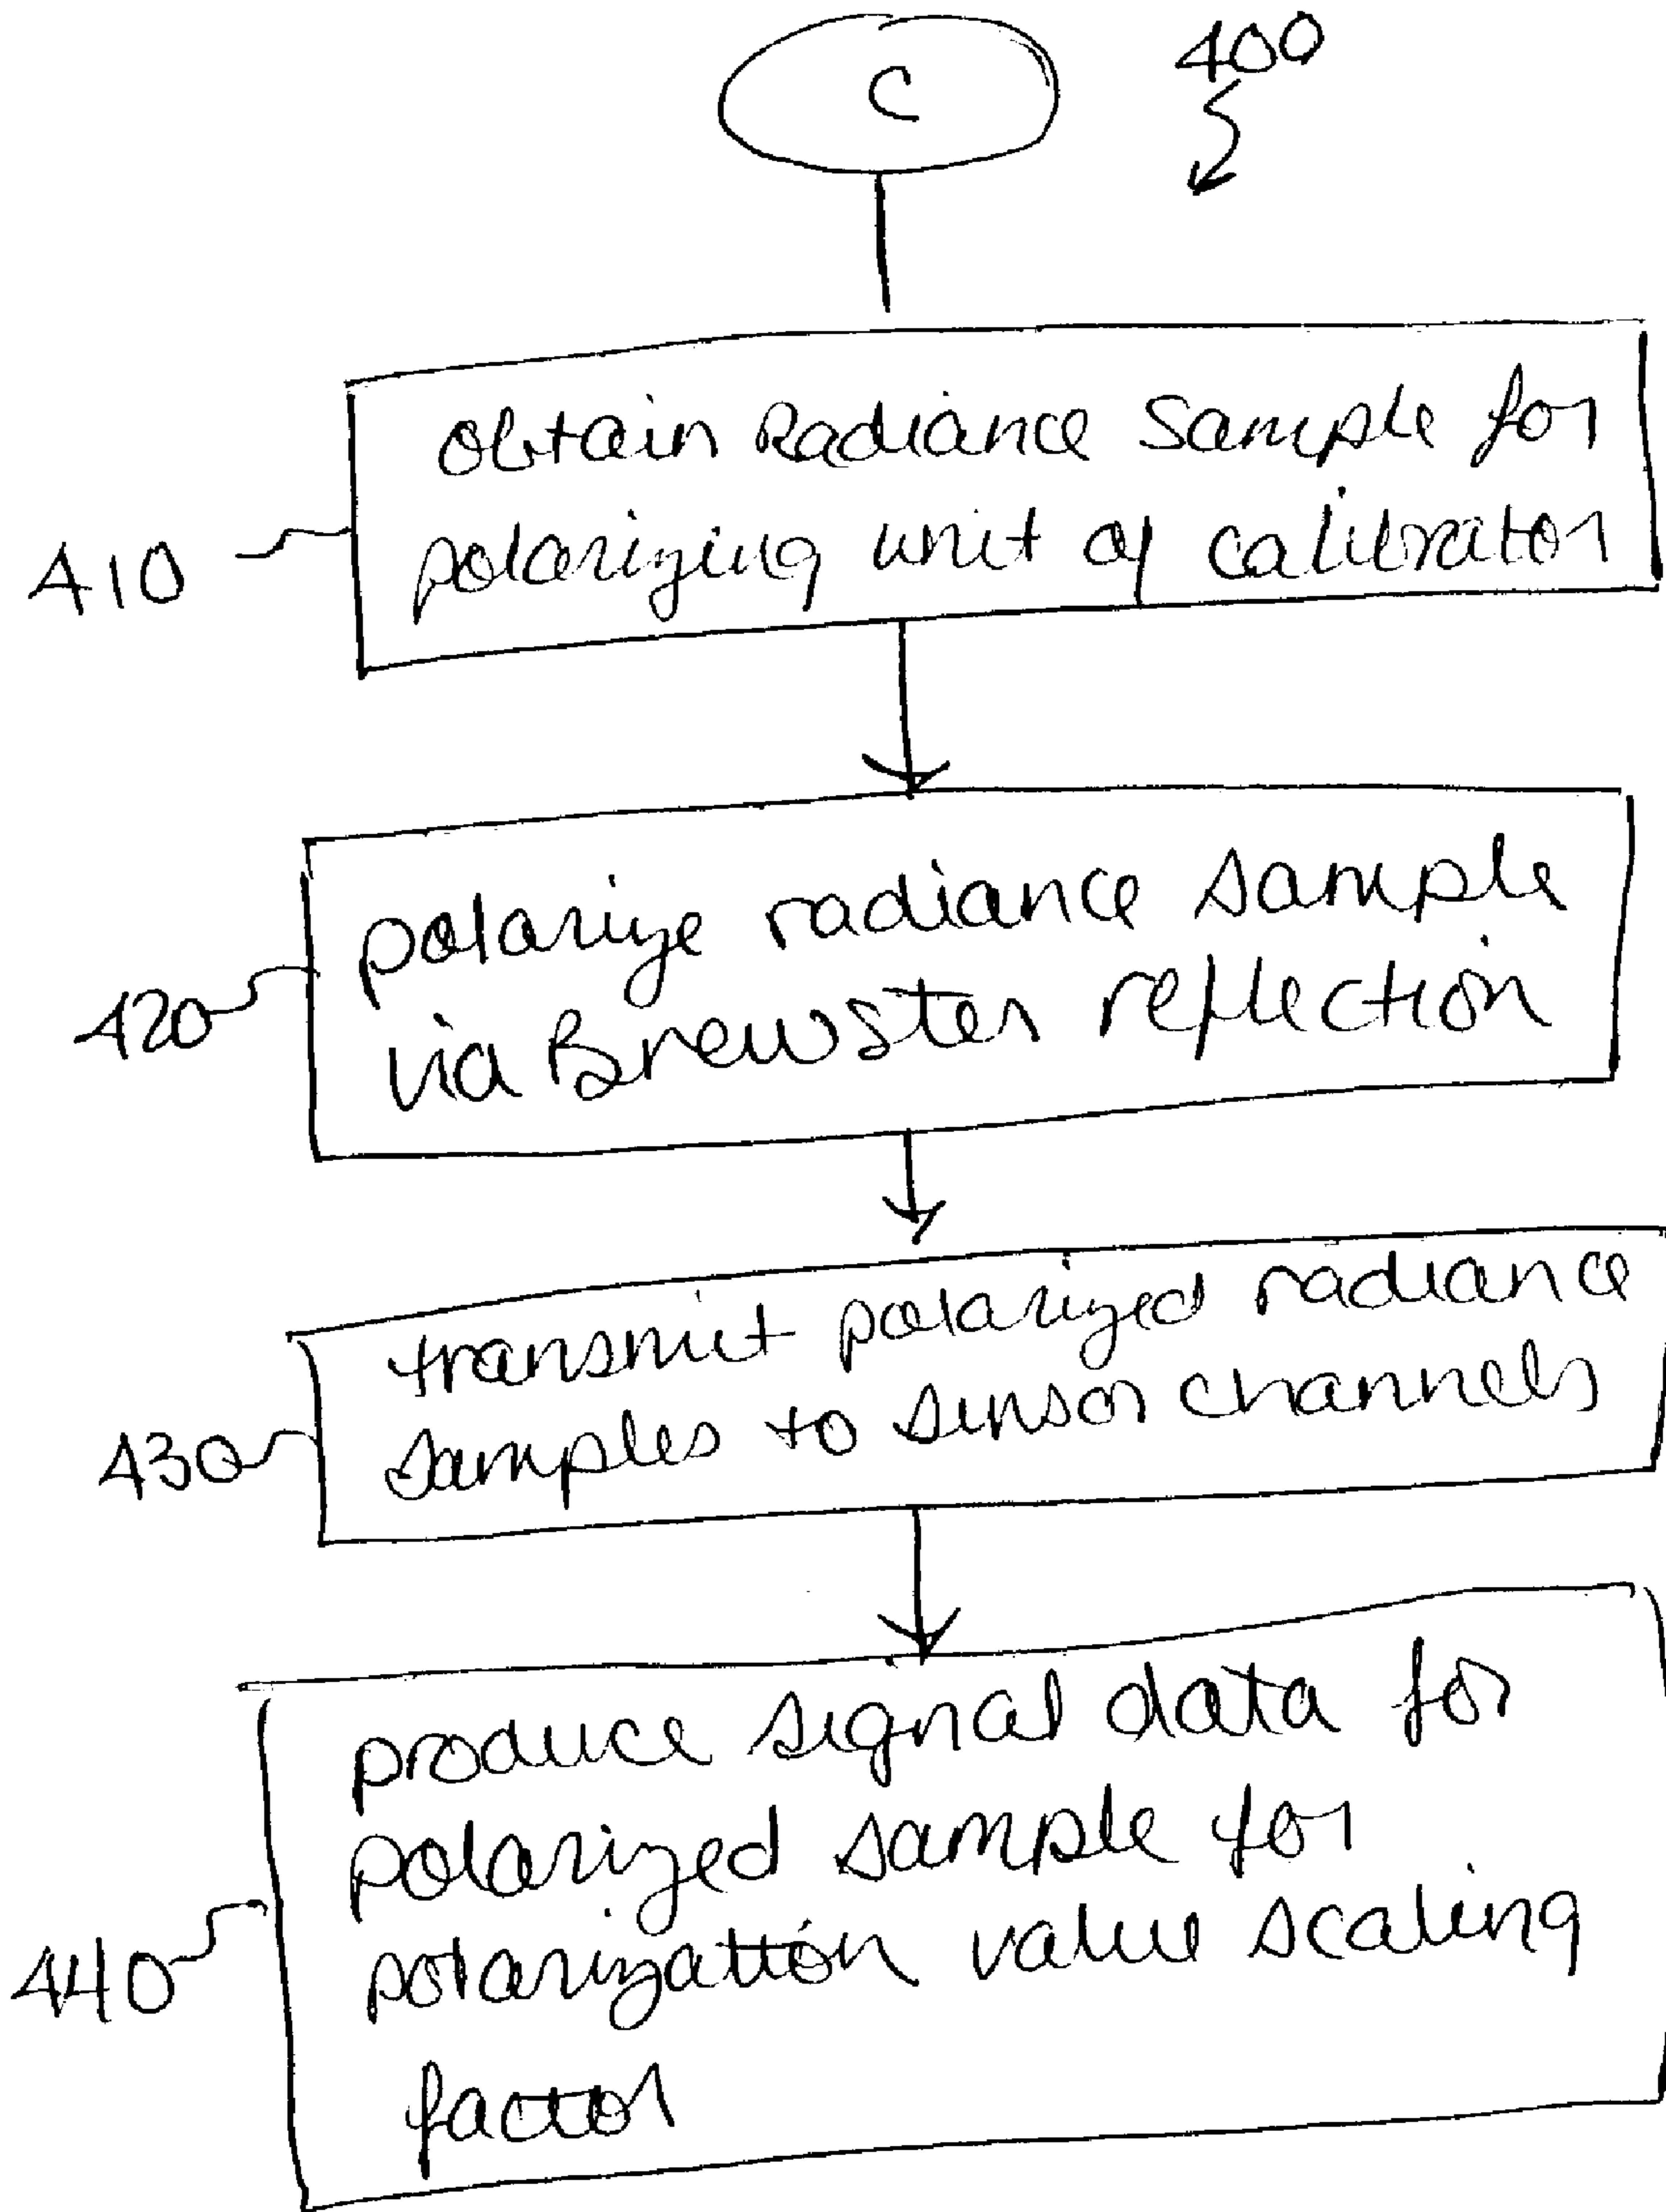 C
400
obtain Radiance Sample for
polarizing unit of calibrator
410
polarize radiance sample
via Brewster reflection
420
transmit polarized radiance
samples to sensor channels
430
produce signal data for
polarized sample for
polarization value scaling
factor
440